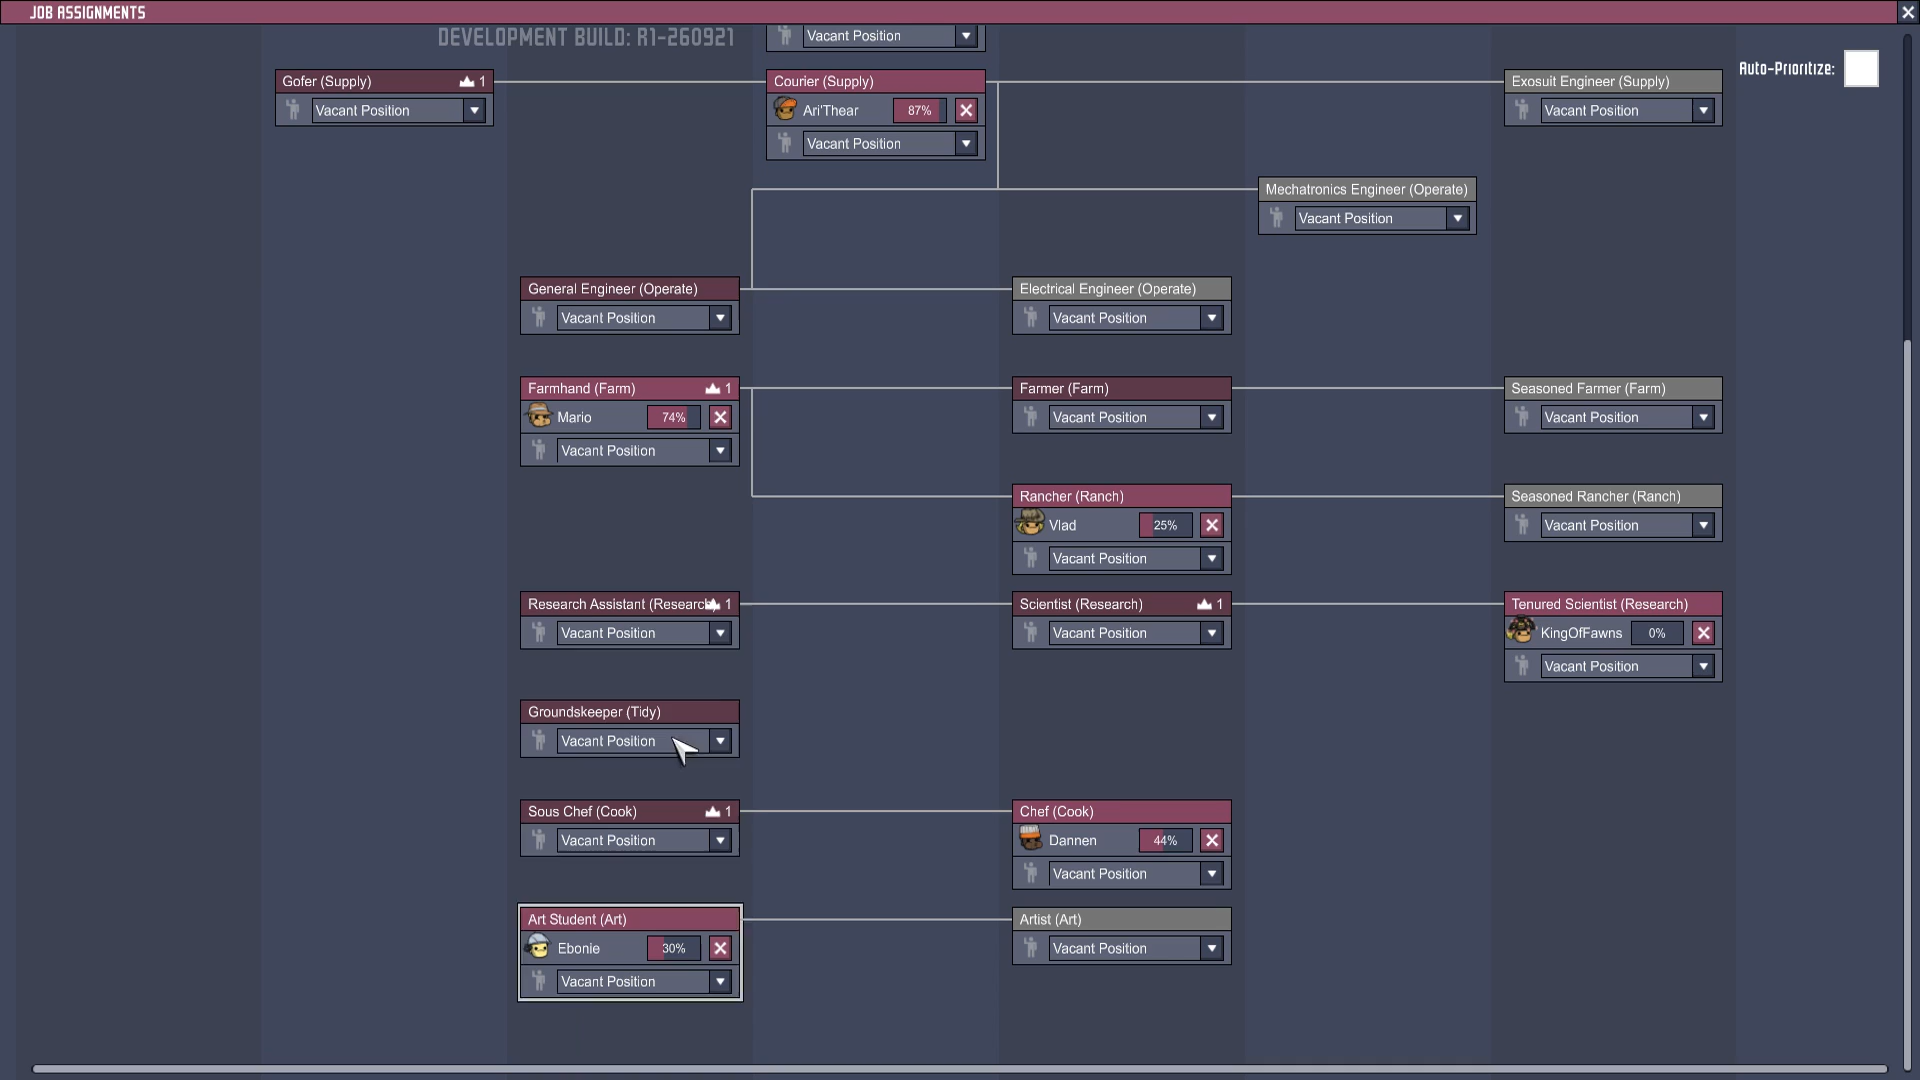 JOB ASSIGNMENTS
DEVELOPMENT BUILD: R1-260921
Vacant Position
Auto-Prioritize:
Gofer (Supply) 1
Vacant Position
Courier (Supply)
Ari'Thear 87%
Vacant Position
Exosuit Engineer (Supply)
Vacant Position
Mechatronics Engineer (Operate)
Vacant Position
General Engineer (Operate)
Vacant Position
Electrical Engineer (Operate)
Vacant Position
Farmhand (Farm) 1
Mario 74%
Vacant Position
Farmer (Farm)
Vacant Position
Seasoned Farmer (Farm)
Vacant Position
Rancher (Ranch)
Vlad 25%
Vacant Position
Seasoned Rancher (Ranch)
Vacant Position
Research Assistant (Research 1
Vacant Position
Scientist (Research) 1
Vacant Position
Tenured Scientist (Research)
KingOfFawns 0%
Vacant Position
Groundskeeper (Tidy)
Vacant Position
Sous Chef (Cook) 1
Vacant Position
Chef (Cook)
Dannen 44%
Vacant Position
Art Student (Art)
Ebonie 30%
Vacant Position
Artist (Art)
Vacant Position